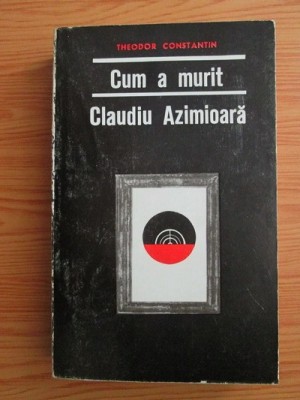 THEODOR CONSTANTIN
Cum a murit
Claudiu Azimioară